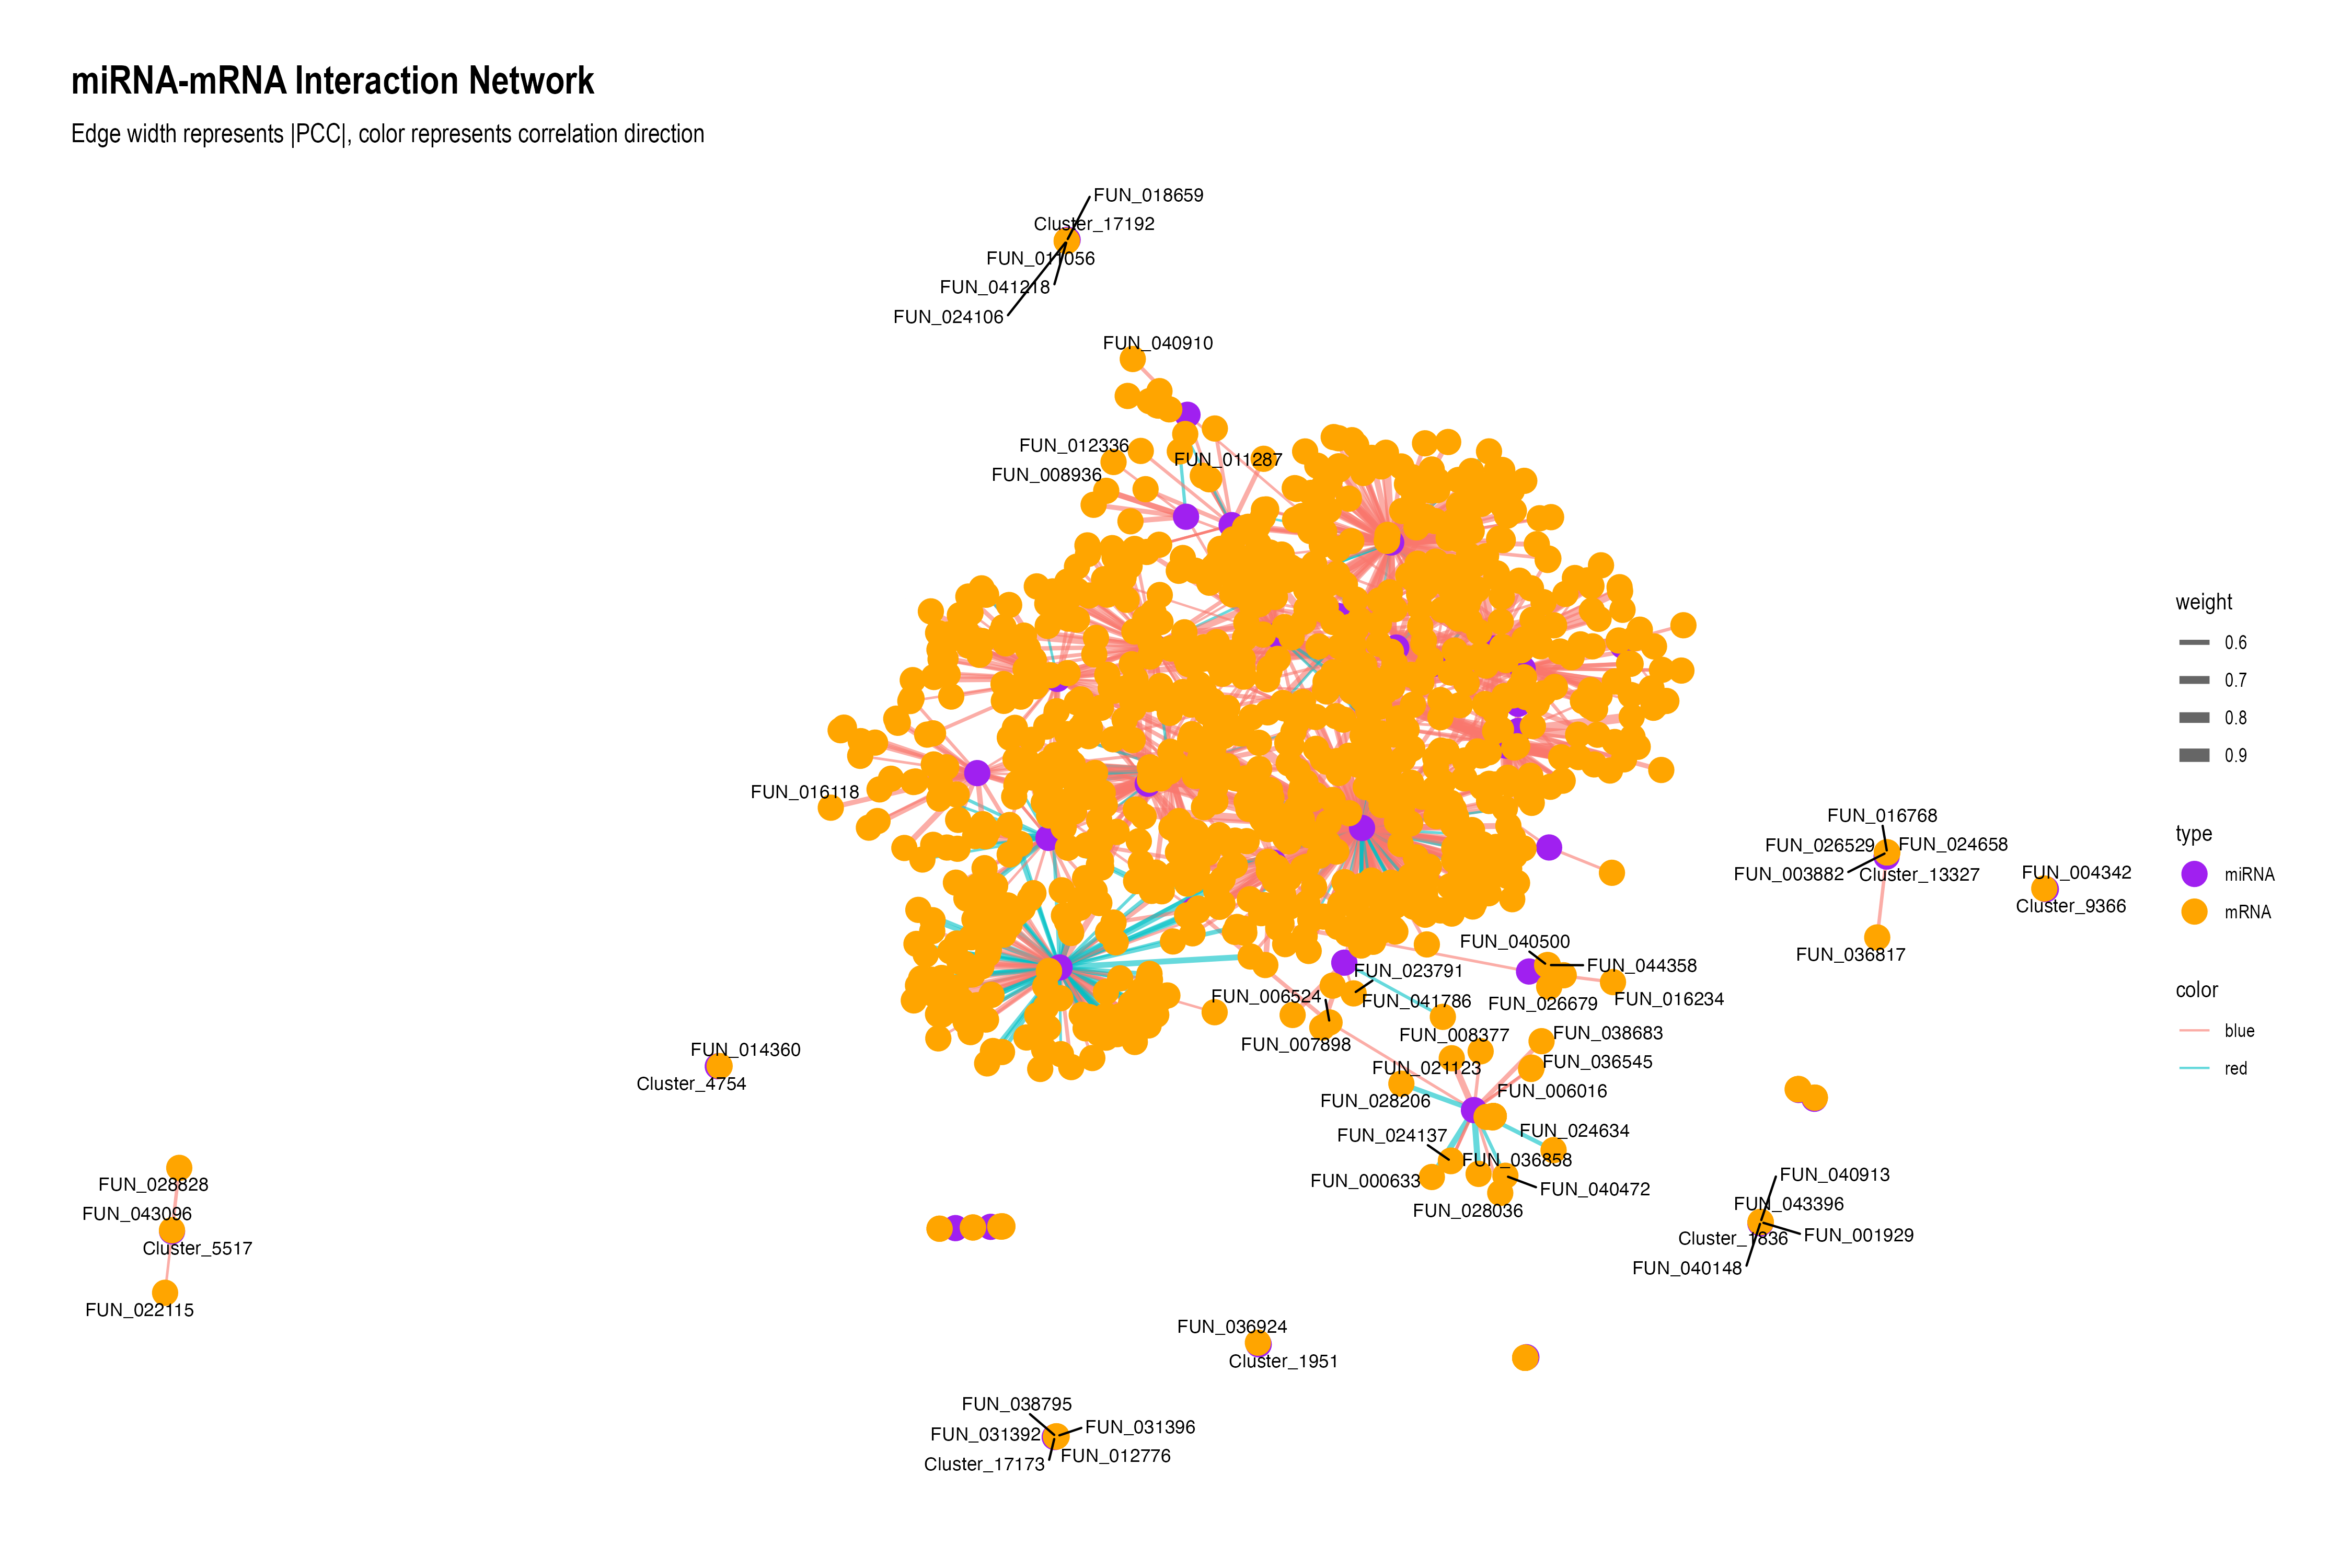 miRNA-mRNA Interaction Network
Edge width represents |PCC|, color represents correlation direction
FUN_018659
Cluster_17192
FUN_011056
FUN_041218
FUN_024106
FUN_040910
FUN_012336
FUN_011287
FUN_008936
FUN_016118
FUN_016768
FUN_026529
FUN_024658
FUN_003882
Cluster_13327
FUN_004342
Cluster_9366
FUN_036817
FUN_040500
FUN_044358
FUN_023791
FUN_006524
FUN_041786
FUN_026679
FUN_016234
FUN_007898
FUN_008377
FUN_038683
FUN_014360
Cluster_4754
FUN_021123
FUN_036545
FUN_028206
FUN_006016
FUN_024137
FUN_024634
FUN_036858
FUN_000633
FUN_040472
FUN_028036
FUN_028828
FUN_043096
Cluster_5517
FUN_022115
FUN_040913
FUN_043396
Cluster_1836
FUN_001929
FUN_040148
FUN_036924
Cluster_1951
FUN_038795
FUN_031392
FUN_031396
Cluster_17173
FUN_012776
weight
0.6
0.7
0.8
0.9
type
miRNA
mRNA
color
blue
red